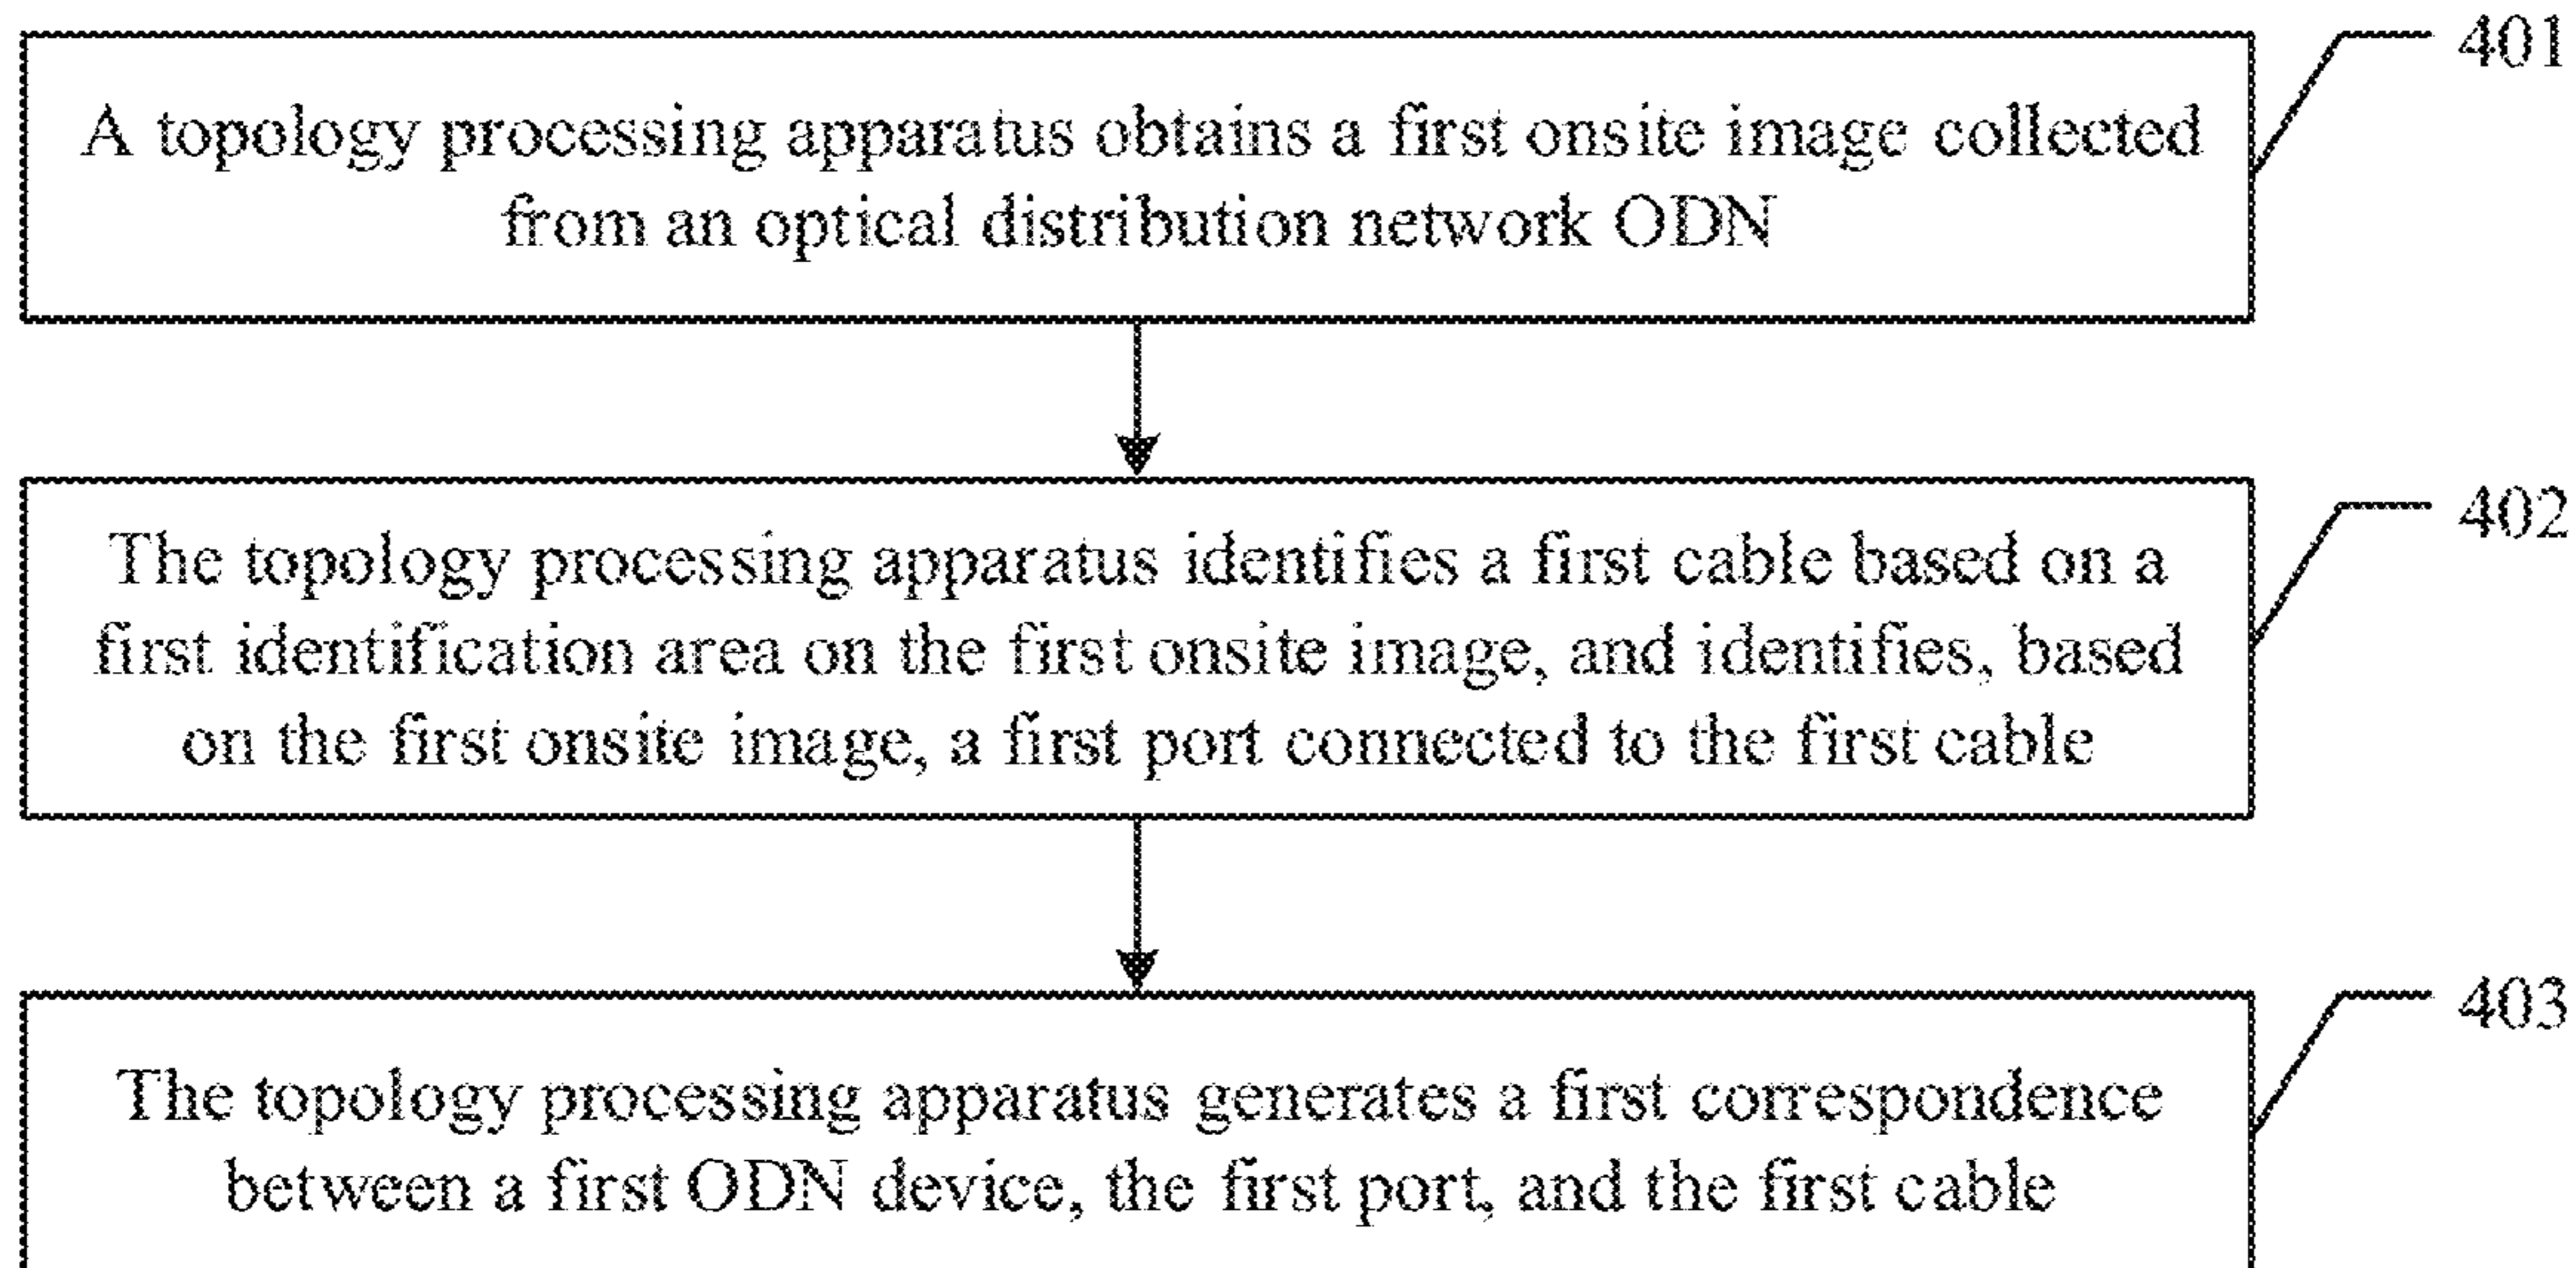 401
A topology processing apparatus obtains a first onsite image collected
from an optical distribution network ODN
402
The topology processing apparatus identifies a first cable based on a
first identification area on the first onsite image, and identifies, based
on the first onsite image, a first port connected to the first cable
403
The topology processing apparatus generates a first correspondence
between a first ODN device, the first port, and the first cable